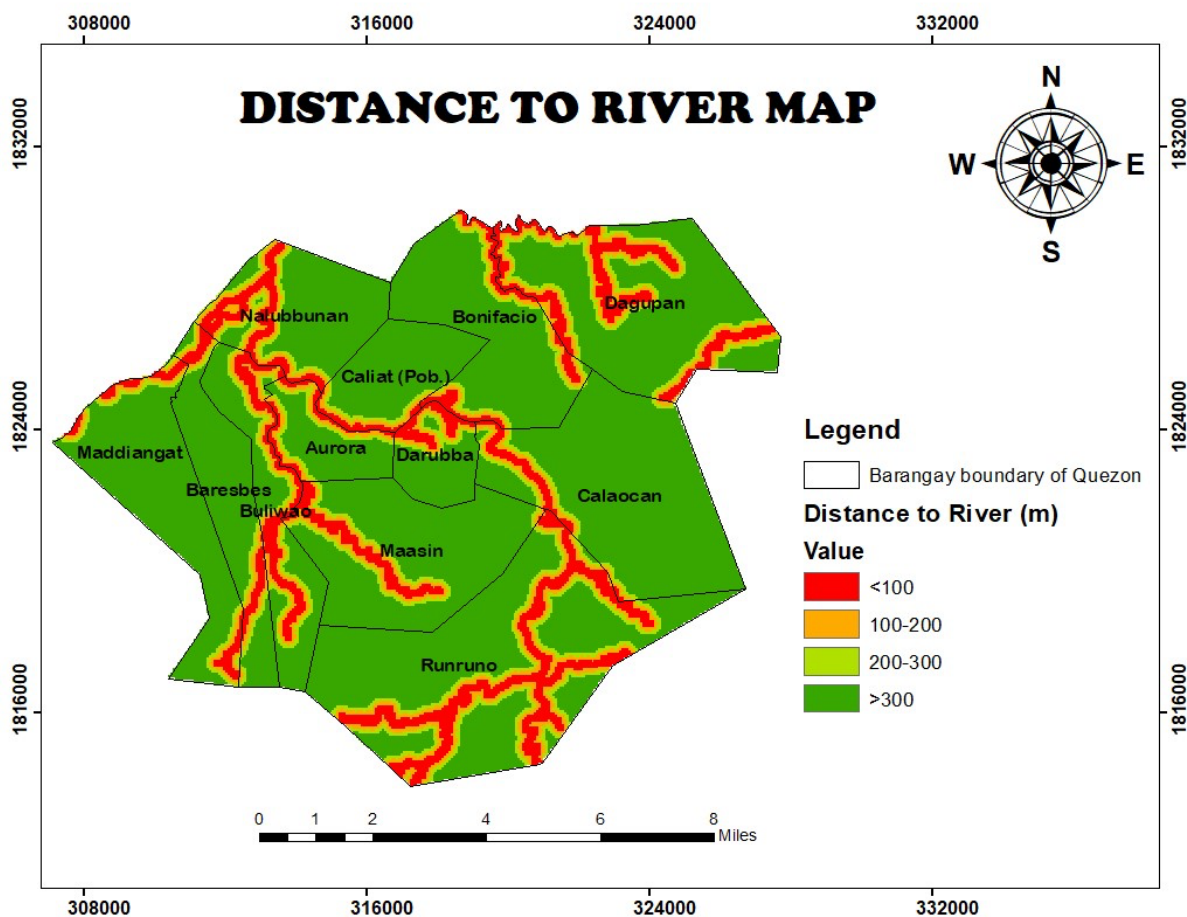 308000 316000 324000 332000
DISTANCE TO RIVER MAP
N
W E
S
1832000 1832000
Nalubbunan
Bonifacio
Dagupan
Caliat (Pob.)
1824000 1824000
Maddiangat
Aurora
Darubba
Baresbes
Buliwao
Calaocan
Maasin
Runruno
1816000 1816000
Legend
Barangay boundary of Quezon
Distance to River (m)
Value
<100
100-200
200-300
>300
0 1 2 4 6 8
Miles
308000 316000 324000 332000